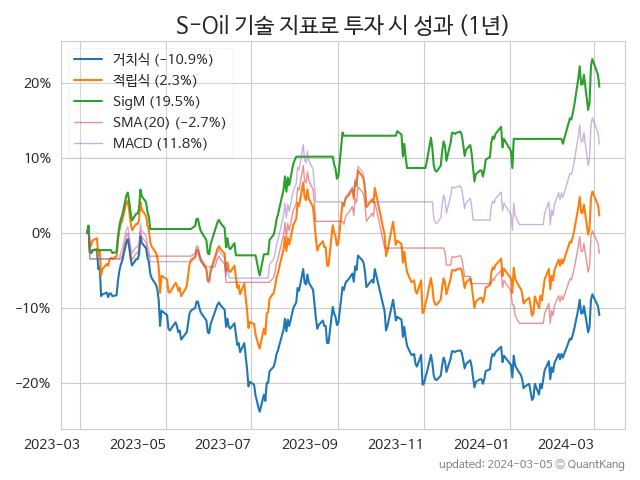 S-Oil 기술 지표로 투자 시 성과 (1년)
거치식 (−10.9%)
적립식 (2.3%)
SigM (19.5%)
SMA(20) (−2.7%)
MACD (11.8%)
20%
10%
0%
−10%
−20%
2023-03 2023-05 2023-07 2023-09 2023-11 2024-01 2024-03
updated: 2024-03-05 ⓒ QuantKang